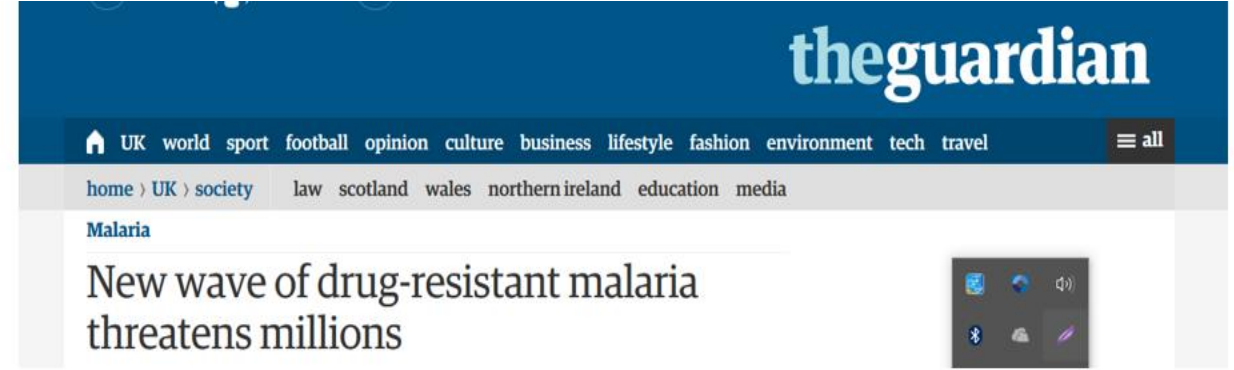 theguardian
UK world sport football opinion culture business lifestyle fashion environment tech travel all
home › UK › society law scotland wales northern ireland education media
Malaria
New wave of drug-resistant malaria
threatens millions